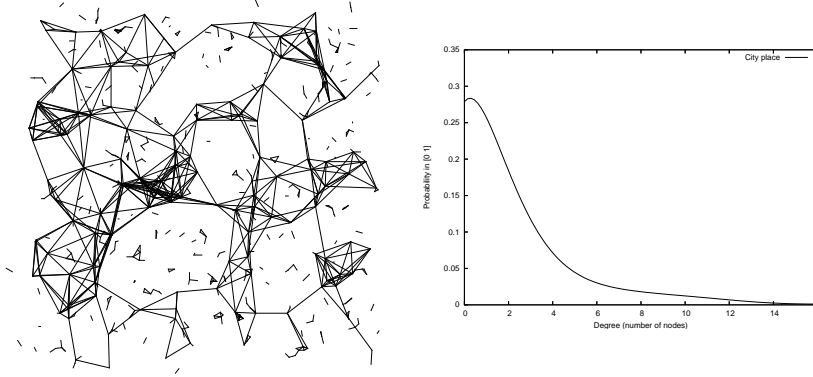 0.35
City place
0.3
0.25
0.2
0.15
0.1
0.05
0
0 2 4 6 8 10 12 14
Probability in [0 1]
Degree (number of nodes)